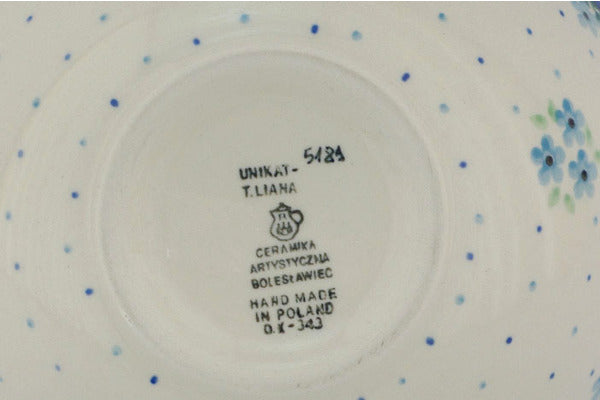 UNIKAT- 5181
T. LIANA
CERAMIKA
ARTYSTYCZNA
BOLESŁAWIEC
HAND MADE
IN POLAND
D.K-343